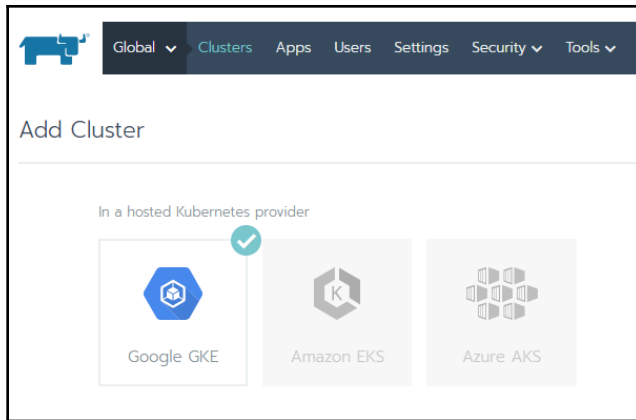 Global Clusters Apps Users Settings Security Tools
Add Cluster
In a hosted Kubernetes provider
K
Google GKE Amazon EKS Azure AKS